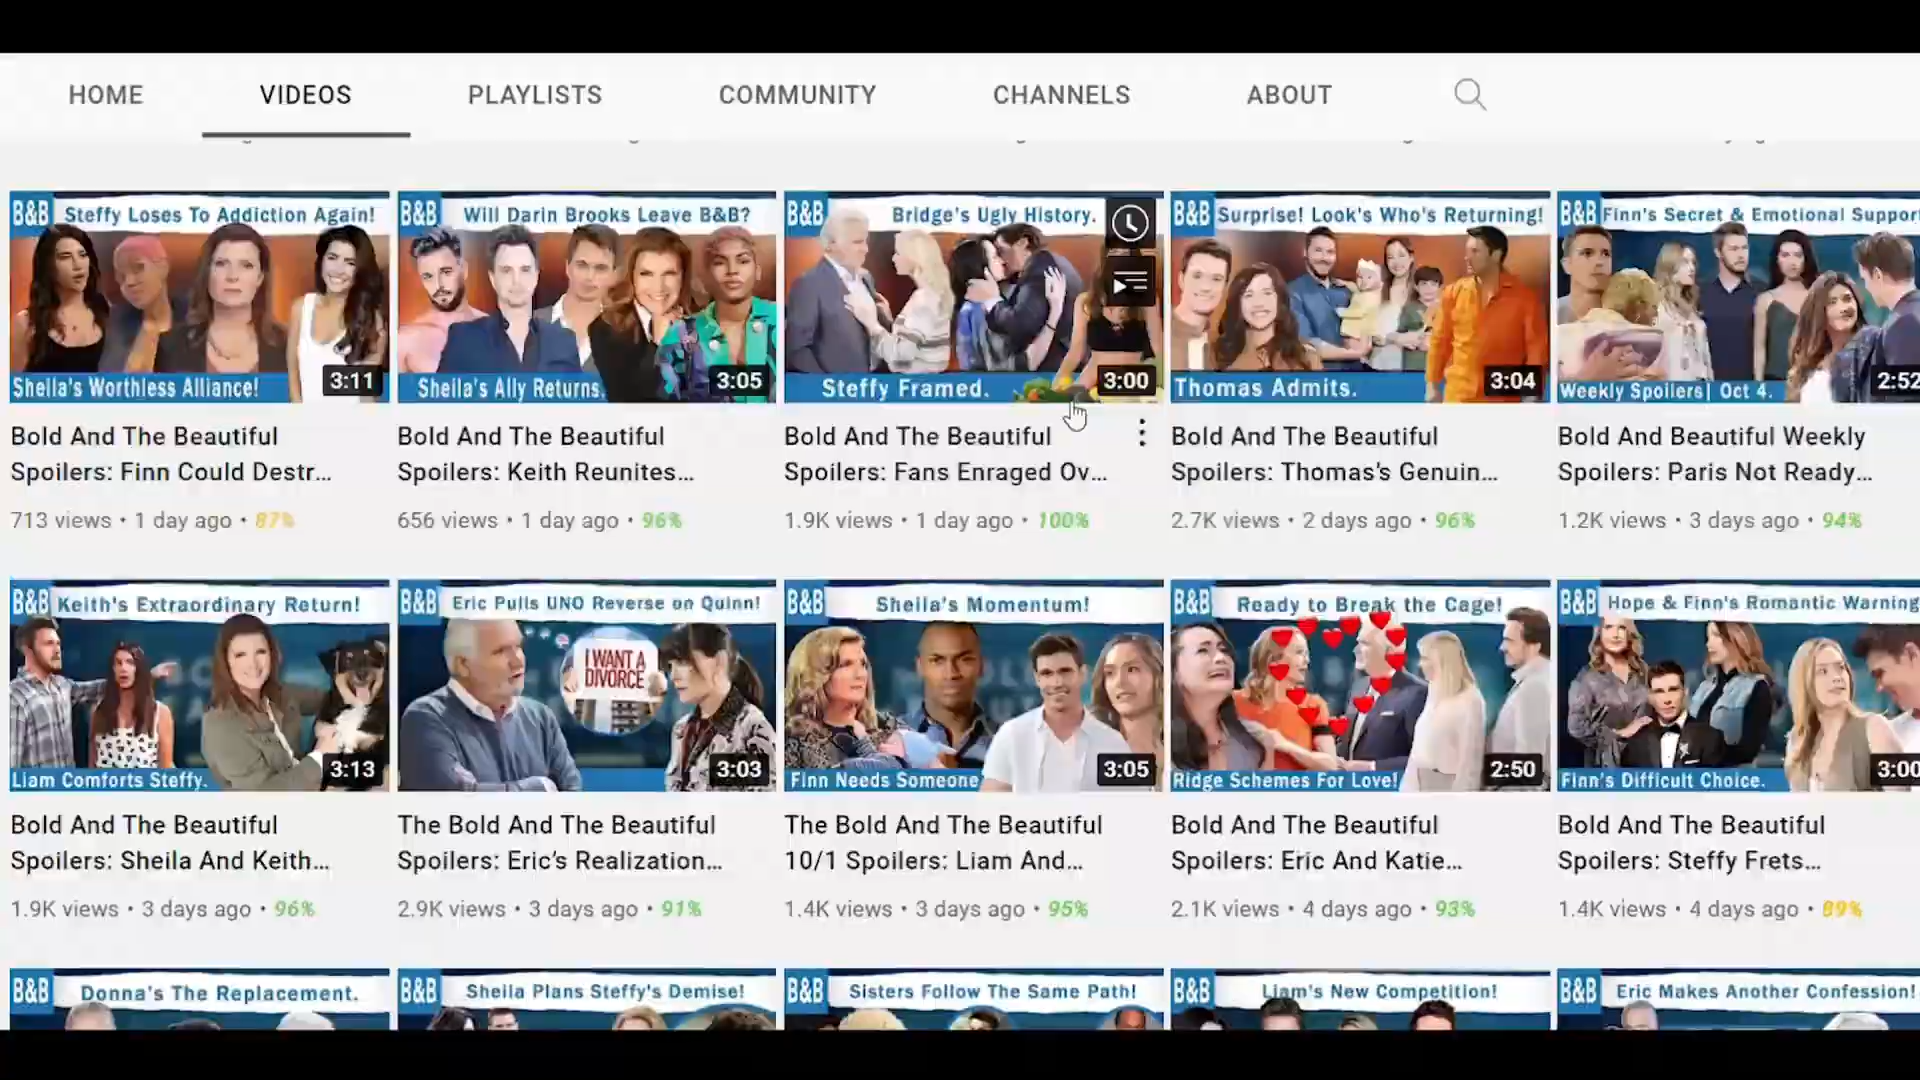 HOME VIDEOS PLAYLISTS COMMUNITY CHANNELS ABOUT
B&B Steffy Loses To Addiction Again!
Sheila's Worthless Alliance!
3:11
Bold And The Beautiful
Spoilers: Finn Could Destr...
713 views • 1 day ago • 87%
B&B Will Darin Brooks Leave B&B?
Sheila's Ally Returns.
3:05
Bold And The Beautiful
Spoilers: Keith Reunites...
656 views • 1 day ago • 96%
B&B Bridge's Ugly History.
Steffy Framed.
3:00
Bold And The Beautiful
Spoilers: Fans Enraged Ov...
1.9K views • 1 day ago • 100%
B&B Surprise! Look's Who's Returning!
Thomas Admits.
3:04
Bold And The Beautiful
Spoilers: Thomas's Genuin...
2.7K views • 2 days ago • 96%
B&B Finn's Secret & Emotional Support
Weekly Spoilers| Oct 4.
2:52
Bold And Beautiful Weekly
Spoilers: Paris Not Ready...
1.2K views • 3 days ago • 94%
B&B Keith's Extraordinary Return!
Liam Comforts Steffy.
3:13
Bold And The Beautiful
Spoilers: Sheila And Keith...
1.9K views • 3 days ago • 96%
B&B Eric Pulls UNO Reverse on Quinn!
I WANT A
DIVORCE
3:03
The Bold And The Beautiful
Spoilers: Eric's Realization...
2.9K views • 3 days ago • 91%
B&B Sheila's Momentum!
Finn Needs Someone
3:05
The Bold And The Beautiful
10/1 Spoilers: Liam And...
1.4K views • 3 days ago • 95%
B&B Ready to Break the Cage!
Ridge Schemes For Love!
2:50
Bold And The Beautiful
Spoilers: Eric And Katie...
2.1K views • 4 days ago • 93%
B&B Hope & Finn's Romantic Warning
Finn's Difficult Choice.
3:00
Bold And The Beautiful
Spoilers: Steffy Frets...
1.4K views • 4 days ago • 89%
B&B Donna's The Replacement.
B&B Sheila Plans Steffy's Demise!
B&B Sisters Follow The Same Path!
B&B Liam's New Competition!
B&B Eric Makes Another Confession!